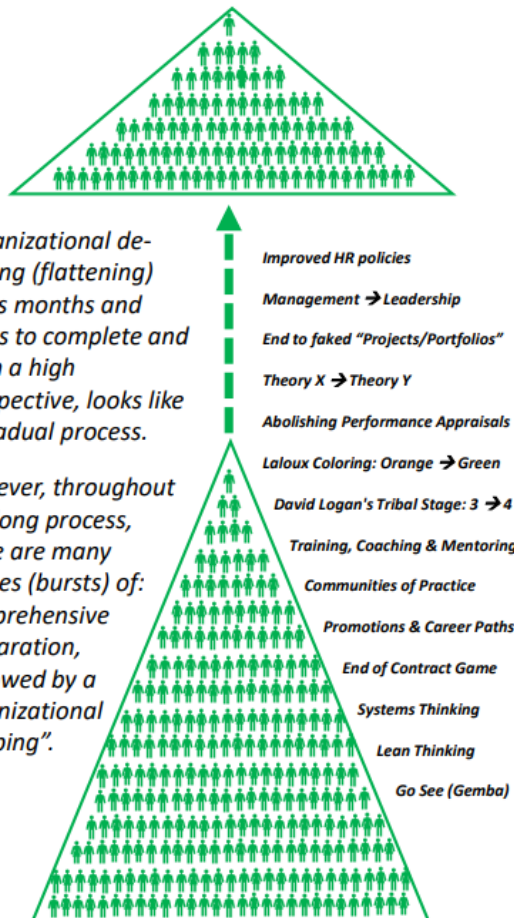 anizational de-
ing (flattening)
s months and
s to complete and
a high
pective, looks like
adual process.
ever, throughout
ong process,
e are many
es (bursts) of:
prehensive
aration,
wed by a
nizational
ping”.
Improved HR policies
Management ➔ Leadership
End to faked “Projects/Portfolios”
Theory X ➔ Theory Y
Abolishing Performance Appraisals
Laloux Coloring: Orange ➔ Green
David Logan's Tribal Stage: 3 ➔ 4
Training, Coaching & Mentoring
Communities of Practice
Promotions & Career Paths
End of Contract Game
Systems Thinking
Lean Thinking
Go See (Gemba)